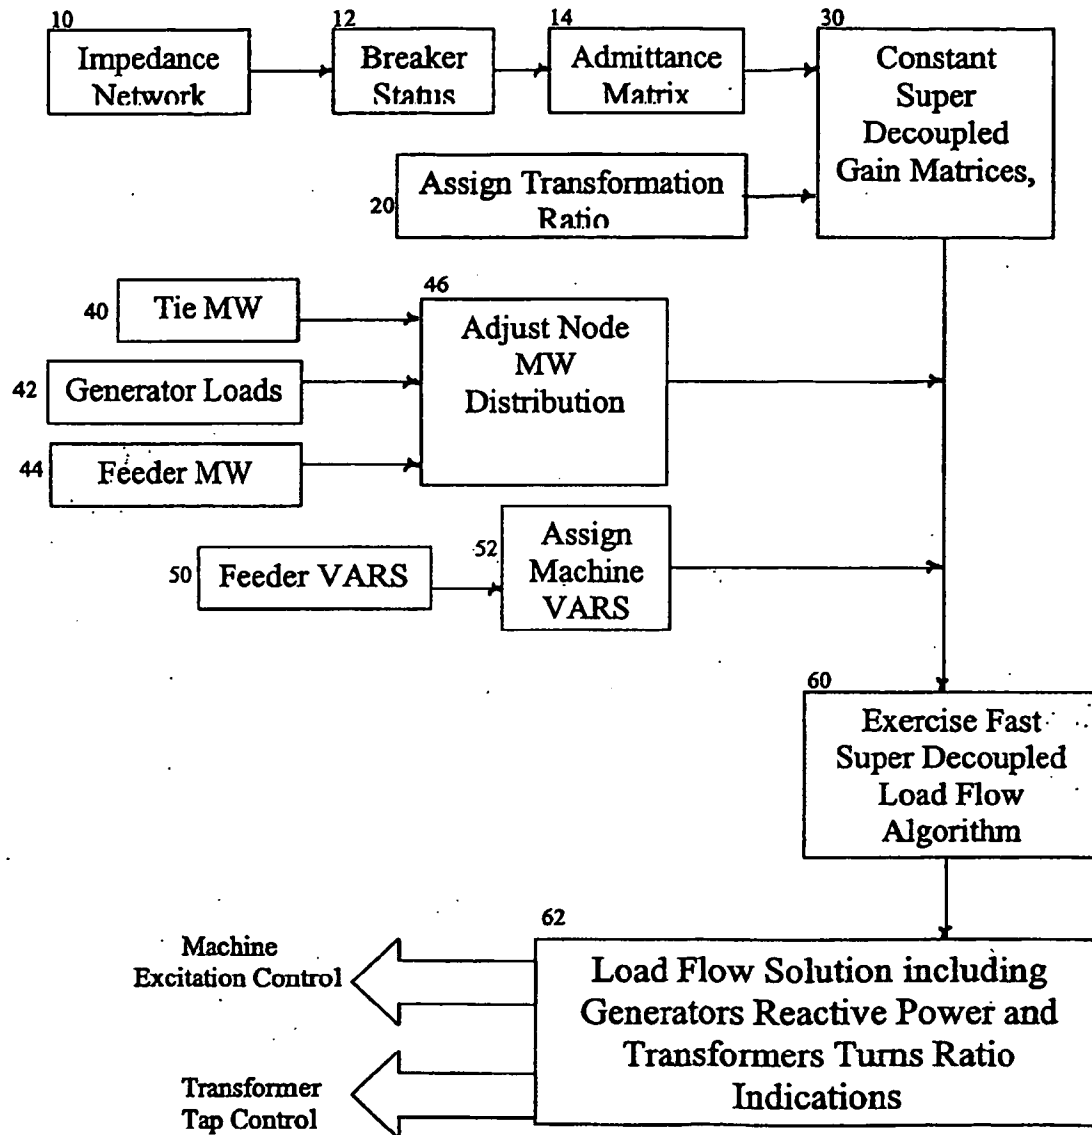 10
Impedance
Network
12
Breaker
Status
14
Admittance
Matrix
30
Constant
Super
Decoupled
Gain Matrices,
20
Assign Transformation
Ratio
40
Tie MW
42
Generator Loads
44
Feeder MW
46
Adjust Node
MW
Distribution
50
Feeder VARS
52
Assign
Machine
VARS
60
Exercise Fast
Super Decoupled
Load Flow
Algorithm
62
Load Flow Solution including
Generators Reactive Power and
Transformers Turns Ratio
Indications
Machine
Excitation Control
Transformer
Tap Control